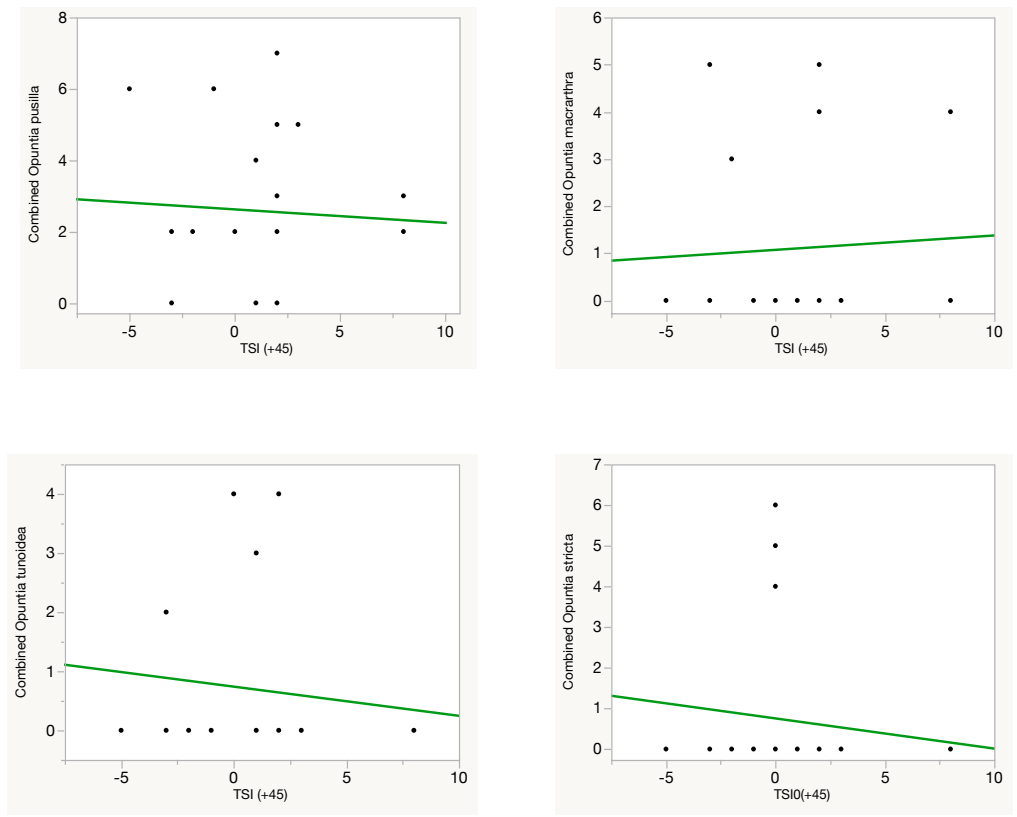 8
6
4
2
0
Combined Opuntia pusilla
-5 0 5 10
TSI (+45)
6
5
4
3
2
1
0
Combined Opuntia macrarthra
-5 0 5 10
TSI (+45)
4
3
2
1
0
Combined Opuntia tunoidea
-5 0 5 10
TSI (+45)
7
6
5
4
3
2
1
0
Combined Opuntia stricta
-5 0 5 10
TSI0(+45)